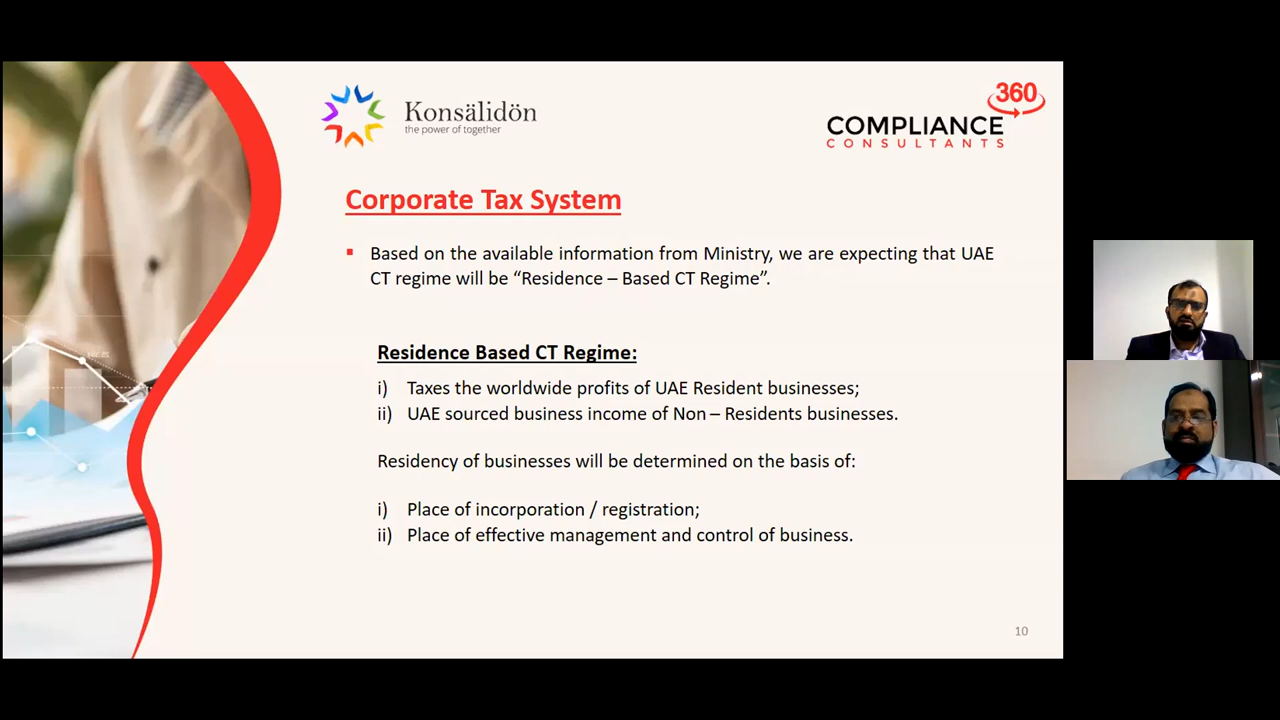 Konsälidön
the power of together
360
COMPLIANCE
CONSULTANTS
Corporate Tax System
▪ Based on the available information from Ministry, we are expecting that UAE
CT regime will be “Residence – Based CT Regime”.
Residence Based CT Regime:
i) Taxes the worldwide profits of UAE Resident businesses;
ii) UAE sourced business income of Non – Residents businesses.
Residency of businesses will be determined on the basis of:
i) Place of incorporation / registration;
ii) Place of effective management and control of business.
10